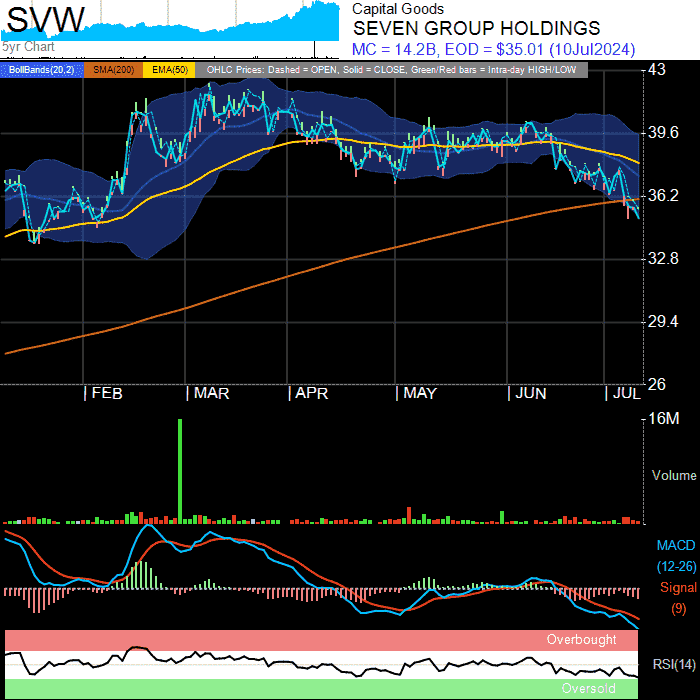 SVW
5yr Chart
Capital Goods
SEVEN GROUP HOLDINGS
MC = 14.2B, EOD = $35.01 (10Jul2024)
BollBands(20,2) SMA(200) EMA(50) OHLC Prices: Dashed = OPEN, Solid = CLOSE, Green/Red bars = Intra-day HIGH/LOW
43
39.6
36.2
32.8
29.4
26
| FEB | MAR | APR | MAY | JUN | JUL
16M
Volume
MACD
(12-26)
Signal
(9)
Overbought
RSI(14)
Oversold